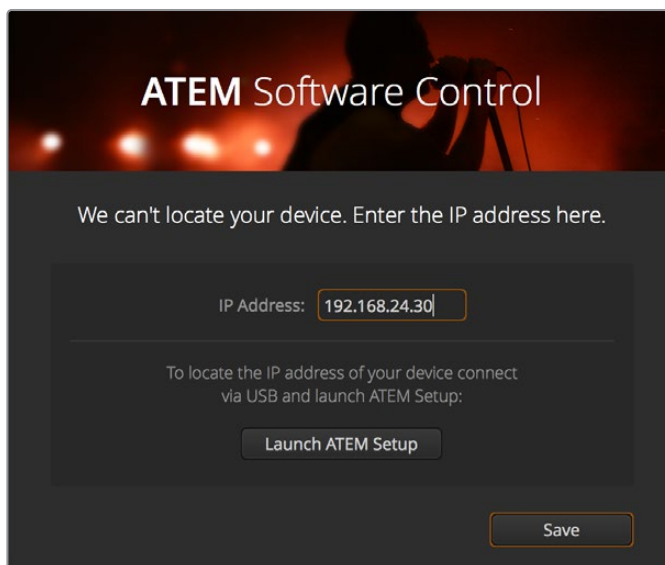 ATEM Software Control
We can't locate your device. Enter the IP address here.
IP Address: 192.168.24.30
To locate the IP address of your device connect
via USB and launch ATEM Setup:
Launch ATEM Setup
Save